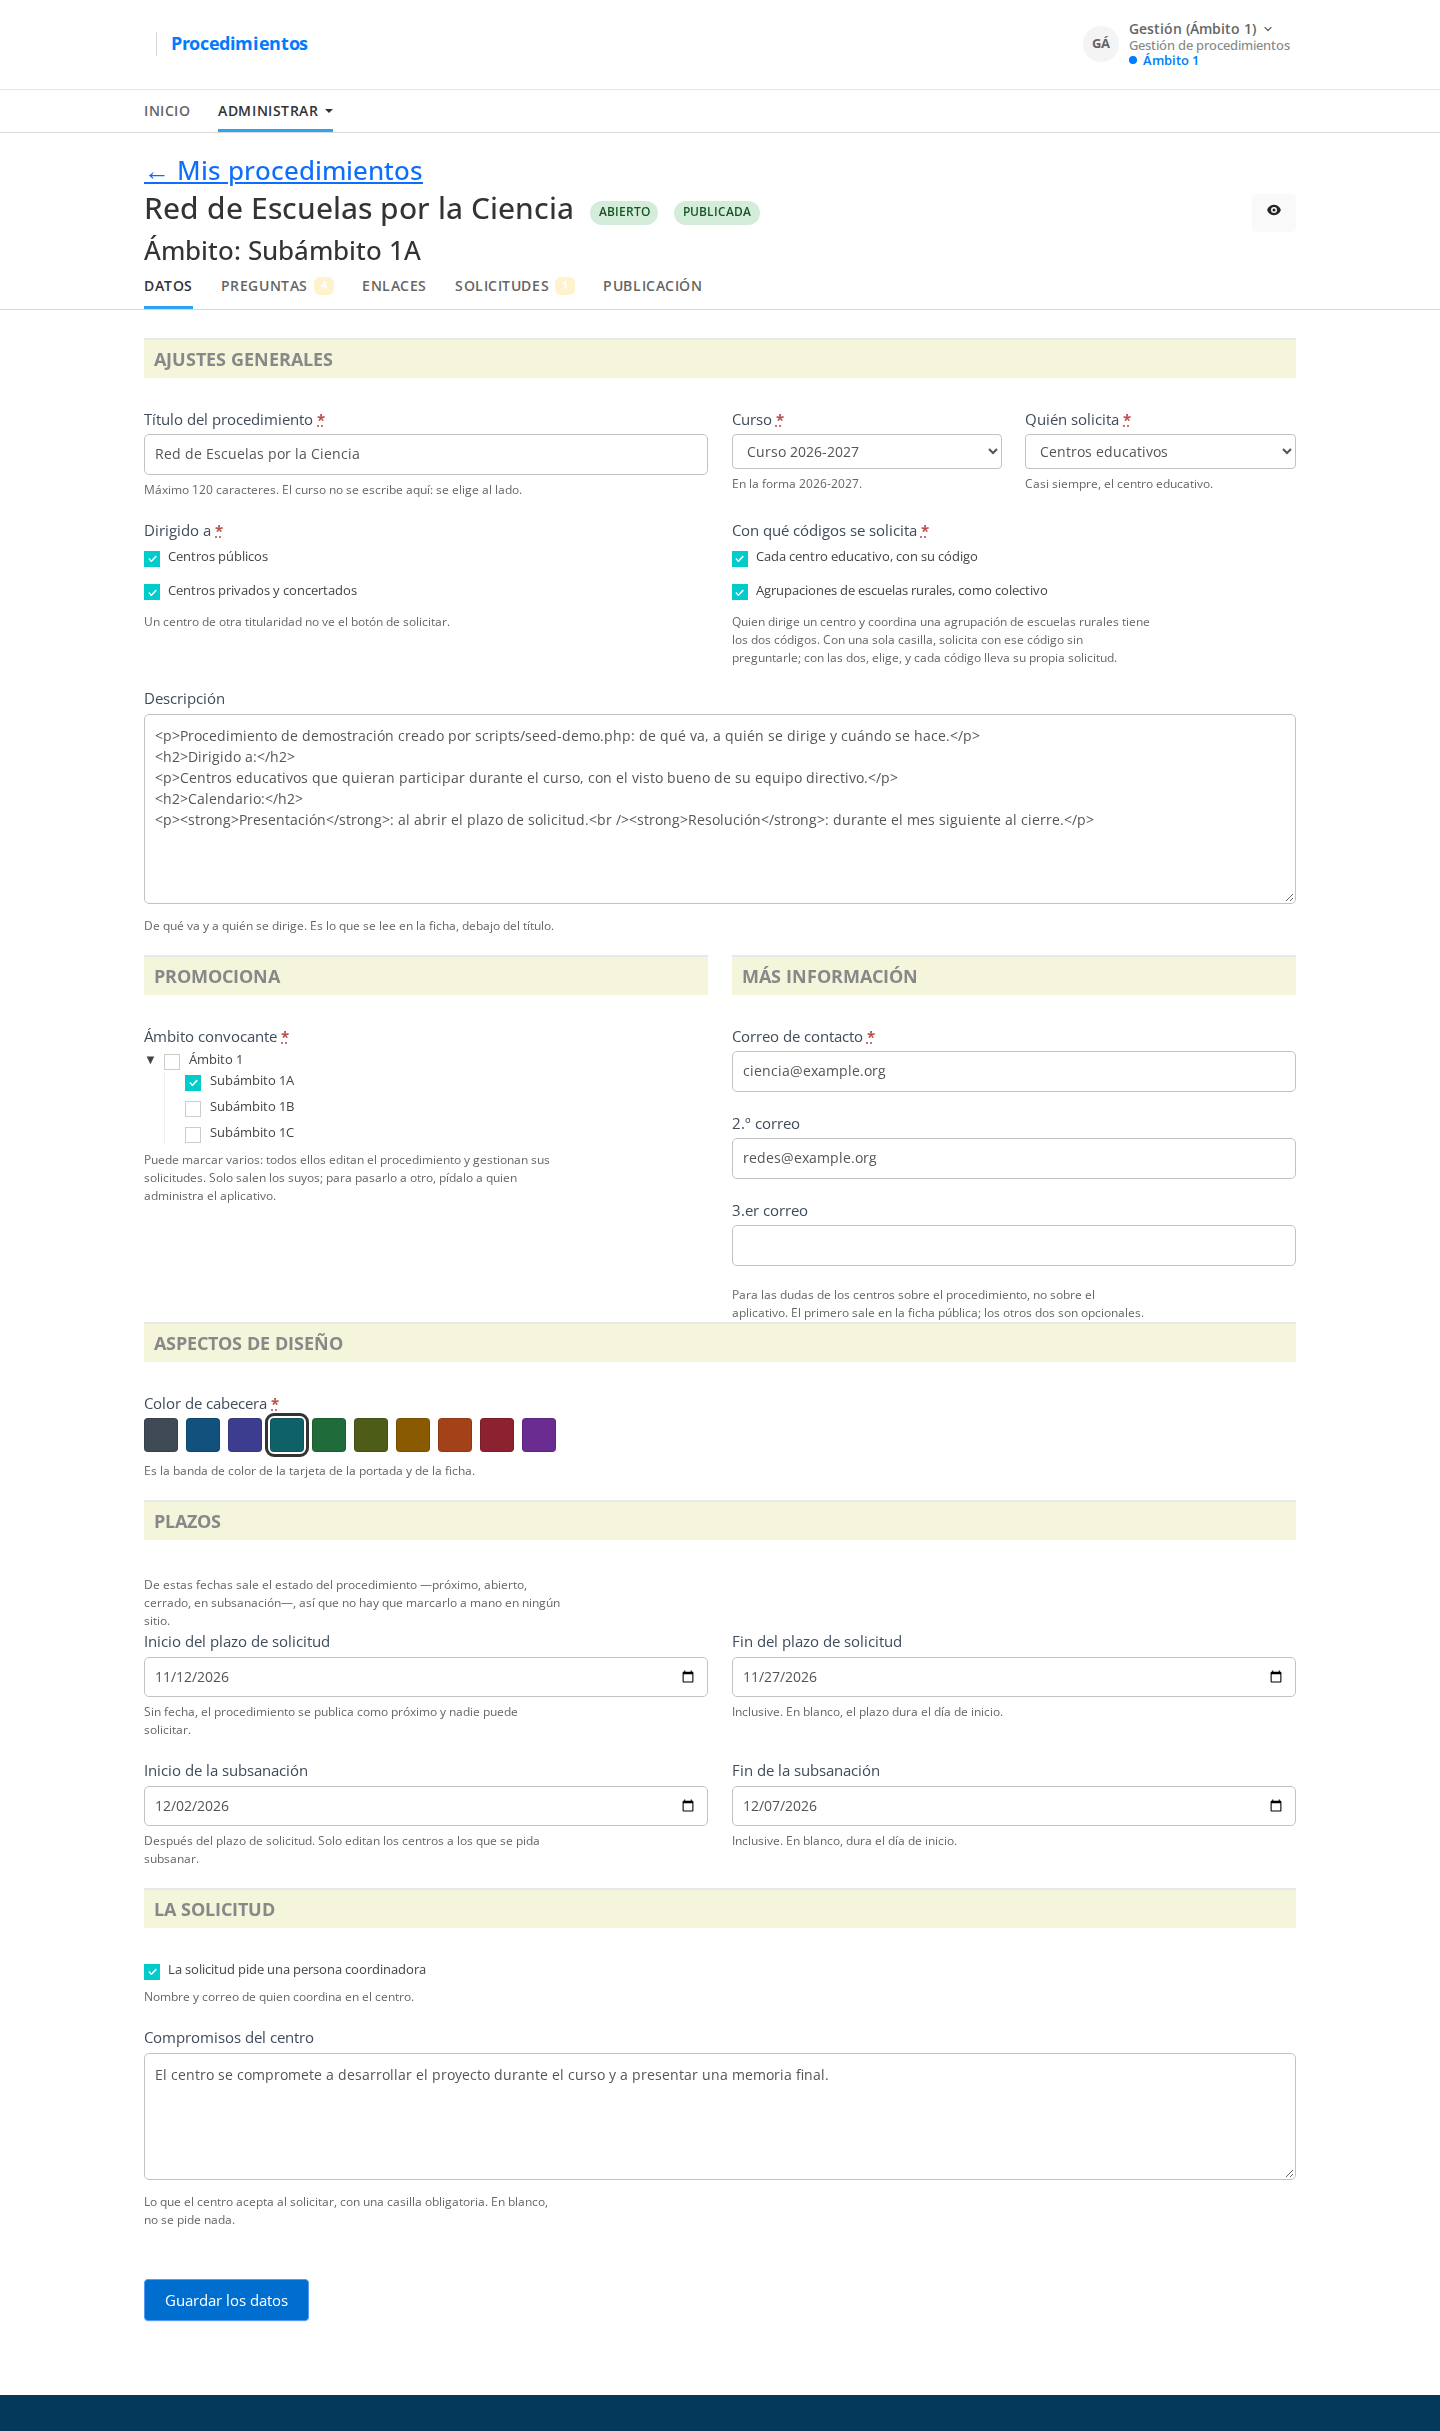 Procedimientos
GÁ
Gestión (Ámbito 1)
Gestión de procedimientos
Ámbito 1
INICIO
ADMINISTRAR
← Mis procedimientos
Red de Escuelas por la Ciencia ABIERTO PUBLICADA
Ámbito: Subámbito 1A
DATOS PREGUNTAS 4 ENLACES SOLICITUDES 1 PUBLICACIÓN
AJUSTES GENERALES
Título del procedimiento *
Red de Escuelas por la Ciencia
Máximo 120 caracteres. El curso no se escribe aquí: se elige al lado.
Curso *
Curso 2026-2027
En la forma 2026-2027.
Quién solicita *
Centros educativos
Casi siempre, el centro educativo.
Dirigido a *
Centros públicos
Centros privados y concertados
Un centro de otra titularidad no ve el botón de solicitar.
Con qué códigos se solicita *
Cada centro educativo, con su código
Agrupaciones de escuelas rurales, como colectivo
Quien dirige un centro y coordina una agrupación de escuelas rurales tiene
los dos códigos. Con una sola casilla, solicita con ese código sin
preguntarle; con las dos, elige, y cada código lleva su propia solicitud.
Descripción
<p>Procedimiento de demostración creado por scripts/seed-demo.php: de qué va, a quién se dirige y cuándo se hace.</p>
<h2>Dirigido a:</h2>
<p>Centros educativos que quieran participar durante el curso, con el visto bueno de su equipo directivo.</p>
<h2>Calendario:</h2>
<p><strong>Presentación</strong>: al abrir el plazo de solicitud.<br /><strong>Resolución</strong>: durante el mes siguiente al cierre.</p>
De qué va y a quién se dirige. Es lo que se lee en la ficha, debajo del título.
PROMOCIONA
Ámbito convocante *
▼ Ámbito 1
Subámbito 1A
Subámbito 1B
Subámbito 1C
Puede marcar varios: todos ellos editan el procedimiento y gestionan sus
solicitudes. Solo salen los suyos; para pasarlo a otro, pídalo a quien
administra el aplicativo.
MÁS INFORMACIÓN
Correo de contacto *
ciencia@example.org
2.º correo
redes@example.org
3.er correo
Para las dudas de los centros sobre el procedimiento, no sobre el
aplicativo. El primero sale en la ficha pública; los otros dos son opcionales.
ASPECTOS DE DISEÑO
Color de cabecera *
Es la banda de color de la tarjeta de la portada y de la ficha.
PLAZOS
De estas fechas sale el estado del procedimiento —próximo, abierto,
cerrado, en subsanación—, así que no hay que marcarlo a mano en ningún
sitio.
Inicio del plazo de solicitud
11/12/2026
Sin fecha, el procedimiento se publica como próximo y nadie puede
solicitar.
Fin del plazo de solicitud
11/27/2026
Inclusive. En blanco, el plazo dura el día de inicio.
Inicio de la subsanación
12/02/2026
Después del plazo de solicitud. Solo editan los centros a los que se pida
subsanar.
Fin de la subsanación
12/07/2026
Inclusive. En blanco, dura el día de inicio.
LA SOLICITUD
La solicitud pide una persona coordinadora
Nombre y correo de quien coordina en el centro.
Compromisos del centro
El centro se compromete a desarrollar el proyecto durante el curso y a presentar una memoria final.
Lo que el centro acepta al solicitar, con una casilla obligatoria. En blanco,
no se pide nada.
Guardar los datos